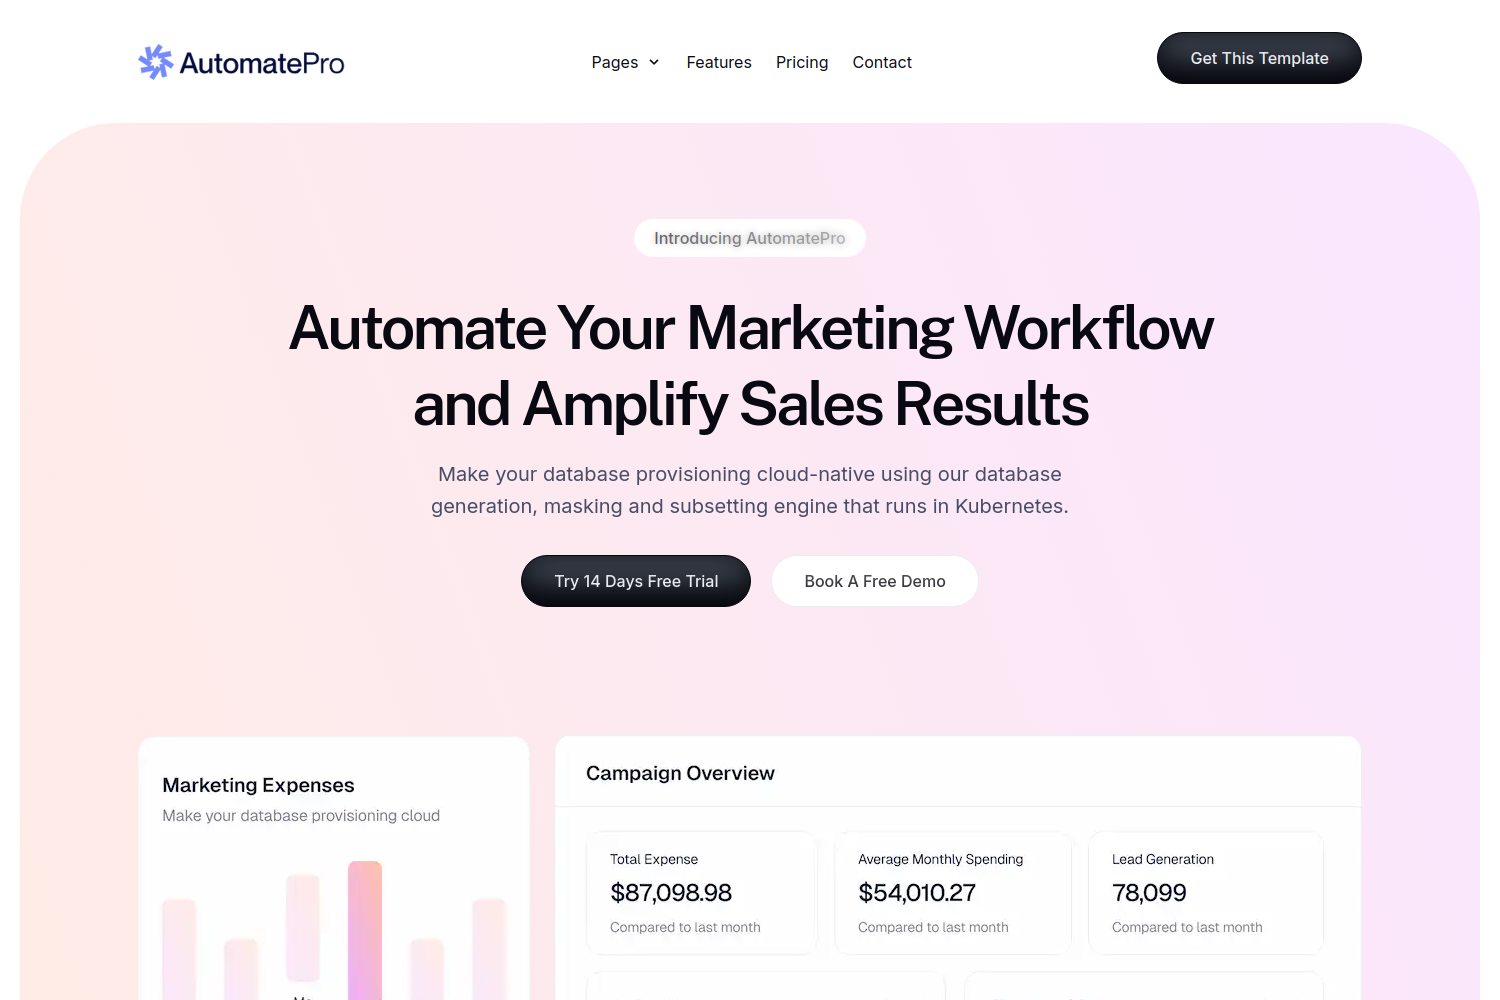 AutomatePro
Pages
Features
Pricing
Contact
Get This Template
Introducing AutomatePro
Automate Your Marketing Workflow
and Amplify Sales Results
Make your database provisioning cloud-native using our database
generation, masking and subsetting engine that runs in Kubernetes.
Try 14 Days Free Trial
Book A Free Demo
Marketing Expenses
Make your database provisioning cloud
Campaign Overview
Total Expense
$87,098.98
Compared to last month
Average Monthly Spending
$54,010.27
Compared to last month
Lead Generation
78,099
Compared to last month